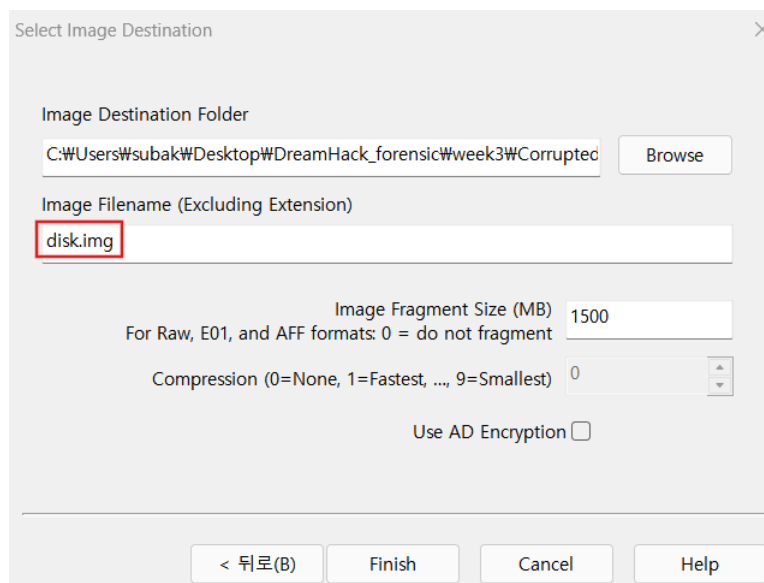 Select Image Destination
Image Destination Folder
C:₩Users₩subak₩Desktop₩DreamHack_forensic₩week3₩Corrupted
Browse
Image Filename (Excluding Extension)
disk.img
Image Fragment Size (MB)
1500
For Raw, E01, and AFF formats: 0 = do not fragment
Compression (0=None, 1=Fastest, ..., 9=Smallest)
0
Use AD Encryption
< 뒤로(B)
Finish
Cancel
Help